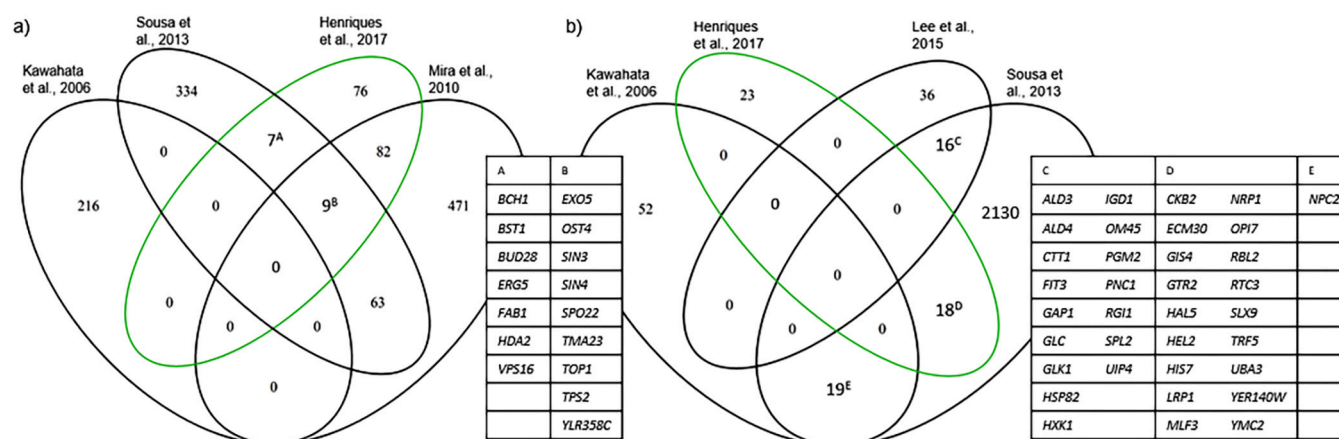 a)
Kawahata
et al., 2006
Sousa et
al., 2013
Henriques
et al., 2017
Mira et al.,
2010
334
76
7A
82
0
216
0
9B
471
0
0
63
0
0
0
A B
BCH1 EXO5
BST1 OST4
BUD28 SIN3
ERG5 SIN4
FAB1 SPO22
HDA2 TMA23
VPS16 TOP1
TPS2
YLR358C
b)
Kawahata
et al., 2006
Henriques
et al., 2017
Lee et al.,
2015
Sousa et
al., 2013
23
36
0
16C
0
52
0
0
2130
0
0
18D
0
0
19E
C D E
ALD3 IGD1 CKB2 NRP1 NPC2
ALD4 OM45 ECM30 OPI7
CTT1 PGM2 GIS4 RBL2
FIT3 PNC1 GTR2 RTC3
GAP1 RGI1 HAL5 SLX9
GLC SPL2 HEL2 TRF5
GLK1 UIP4 HIS7 UBA3
HSP82 LRP1 YER140W
HXK1 MLF3 YMC2